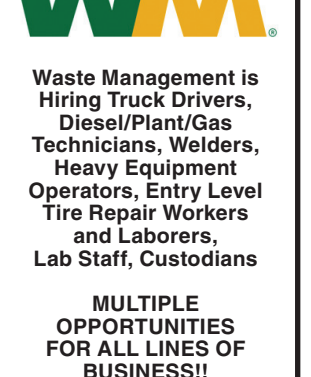 WM®
Waste Management is
Hiring Truck Drivers,
Diesel/Plant/Gas
Technicians, Welders,
Heavy Equipment
Operators, Entry Level
Tire Repair Workers
and Laborers,
Lab Staff, Custodians
MULTIPLE
OPPORTUNITIES
FOR ALL LINES OF
BUSINESS!!